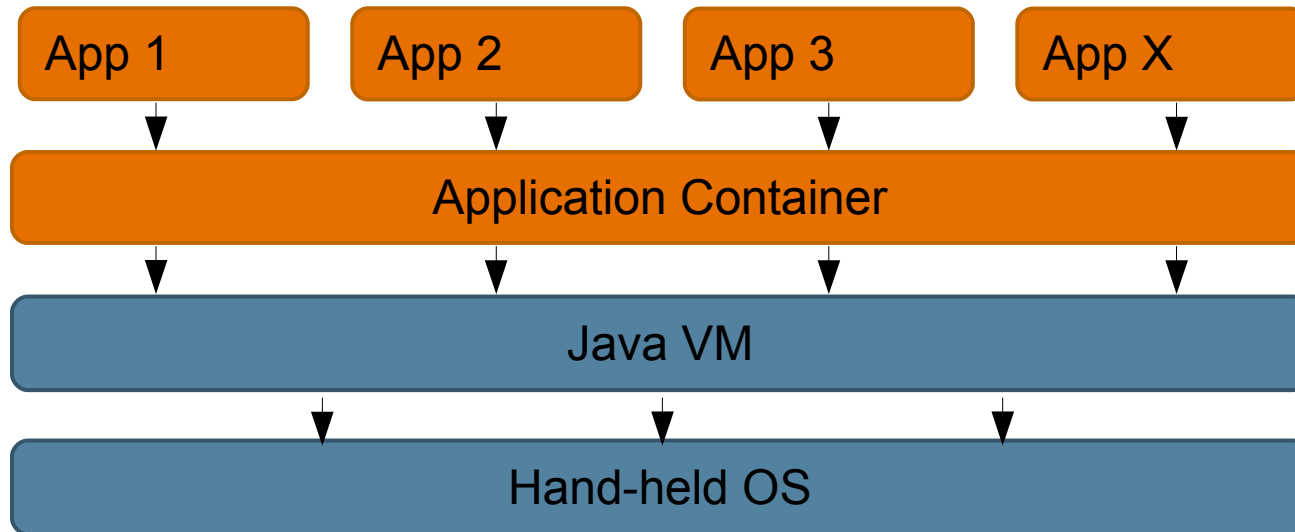 App 1
App 2
App 3
App X
Application Container
Java VM
Hand-held OS